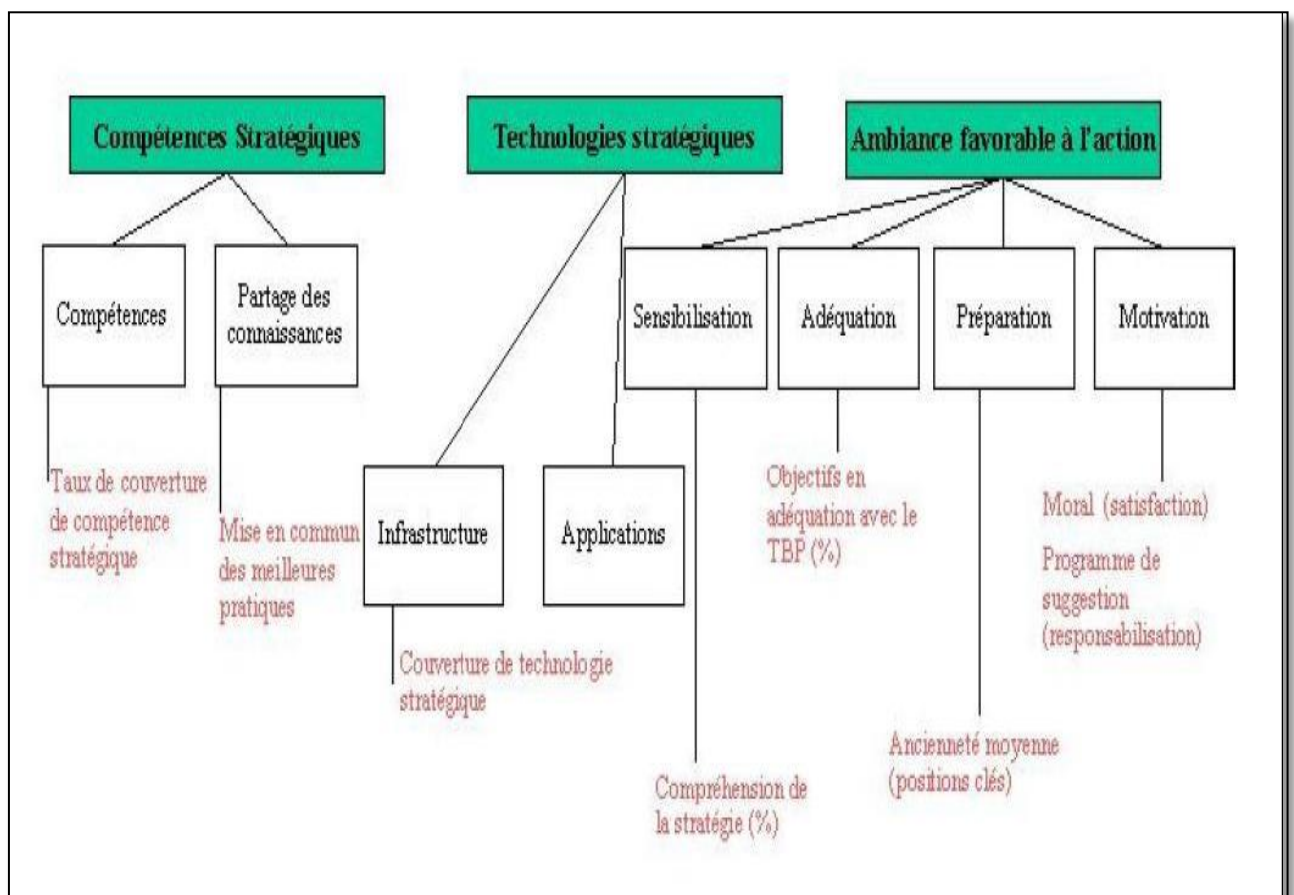 Compétences Stratégiques
Technologies stratégiques
Ambiance favorable à l'action
Compétences
Partage des
connaissances
Sensibilisation
Adéquation
Préparation
Motivation
Infrastructure
Applications
Taux de couverture
de compétence
stratégique
Mise en commun
des meilleures
pratiques
Couverture de technologie
stratégique
Compréhension de
la stratégie (%)
Objectifs en
adéquation avec le
TBP (%)
Ancienneté moyenne
(positions clés)
Moral (satisfaction)
Programme de
suggestion
(responsabilisation)